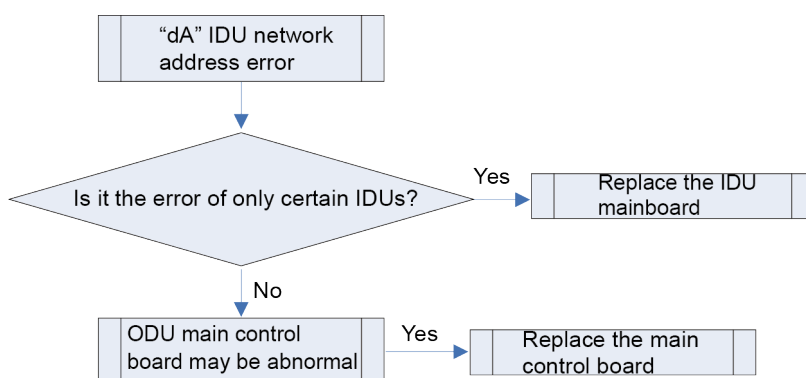 “dA” IDU network
address error
Is it the error of only certain IDUs?
Yes
Replace the IDU
mainboard
No
ODU main control
board may be abnormal
Yes
Replace the main
control board